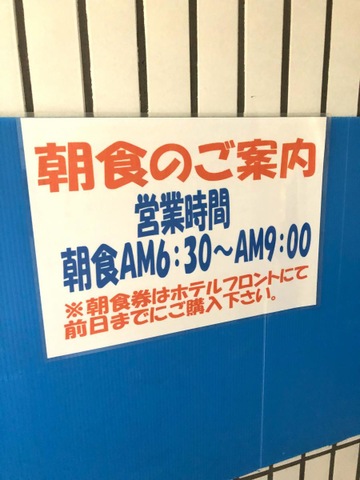 朝食のご案内
営業時間
朝食AM6：30～AM9：00
※朝食券はホテルフロントにて
前日までにご購入下さい。